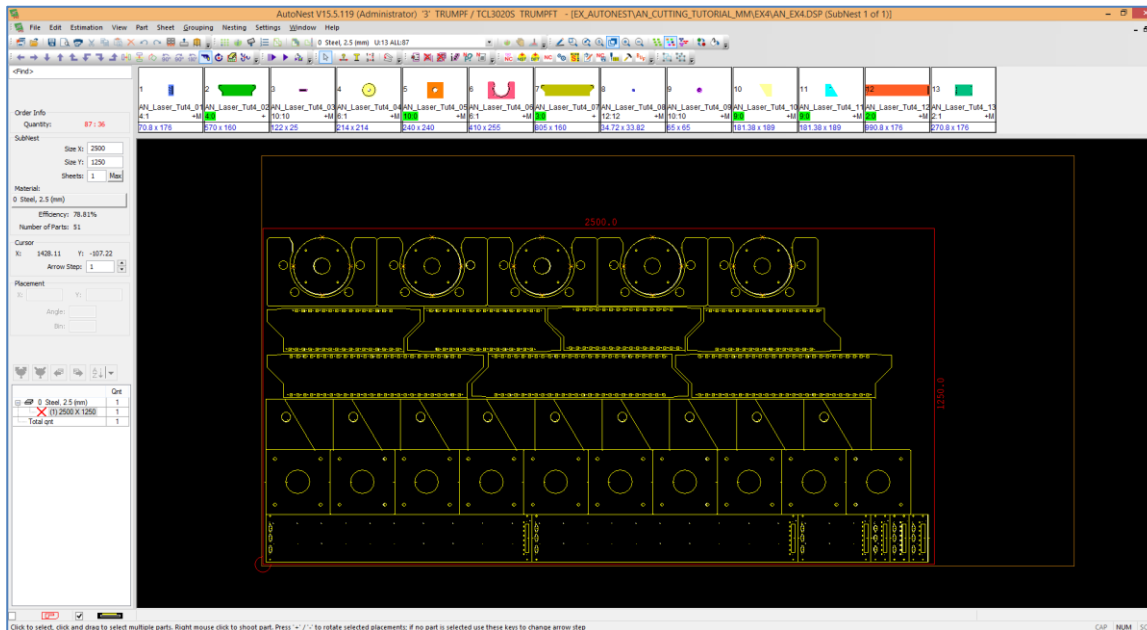 AutoNest V15.5.119 (Administrator) '3' TRUMPF / TCL3020S TRUMPFT - [EX_AUTONEST\AN_CUTTING_TUTORIAL_MM\EX4\AN_EX4.DSP (SubNest 1 of 1)]
File Edit Estimation View Part Sheet Grouping Nesting Settings Window Help
0 Steel, 2.5 (mm) U:13 ALL:87
<Find>
Order Info
Quantity: 87 : 36
SubNest
Size X: 2500
Size Y: 1250
Sheets: 1 Max
Material:
0 Steel, 2.5 (mm)
Efficiency: 78.81%
Number of Parts: 51
Cursor
X: 1428.11 Y: -107.22
Arrow Step: 1
Placement
X: Y:
Angle:
Bin:
Qnt
0 Steel, 2.5 (mm) 1
(1) 2500 X 1250 1
Total qnt 1
1 2 3 4 5 6 7 8 9 10 11 12 13
AN_Laser_Tut4_01 AN_Laser_Tut4_02 AN_Laser_Tut4_03 AN_Laser_Tut4_04 AN_Laser_Tut4_05 AN_Laser_Tut4_06 AN_Laser_Tut4_07 AN_Laser_Tut4_08 AN_Laser_Tut4_09 AN_Laser_Tut4_10 AN_Laser_Tut4_11 AN_Laser_Tut4_12 AN_Laser_Tut4_13
4:1 +M 4:0 +M 10:10 +M 6:1 +M 10:0 +M 6:1 +M 3:0 +M 12:12 +M 10:10 +M 9:0 +M 9:0 +M 2:0 +M 2:1 +M
70.8 x 176 570 x 160 122 x 25 214 x 214 240 x 240 410 x 255 805 x 160 34.72 x 33.82 65 x 65 181.38 x 189 181.38 x 189 990.8 x 176 270.8 x 176
2500.0
1250.0
Click to select, click and drag to select multiple parts. Right mouse click to shoot part. Press '+' / '-' to rotate selected placements; if no part is selected use these keys to change arrow step
CAP NUM